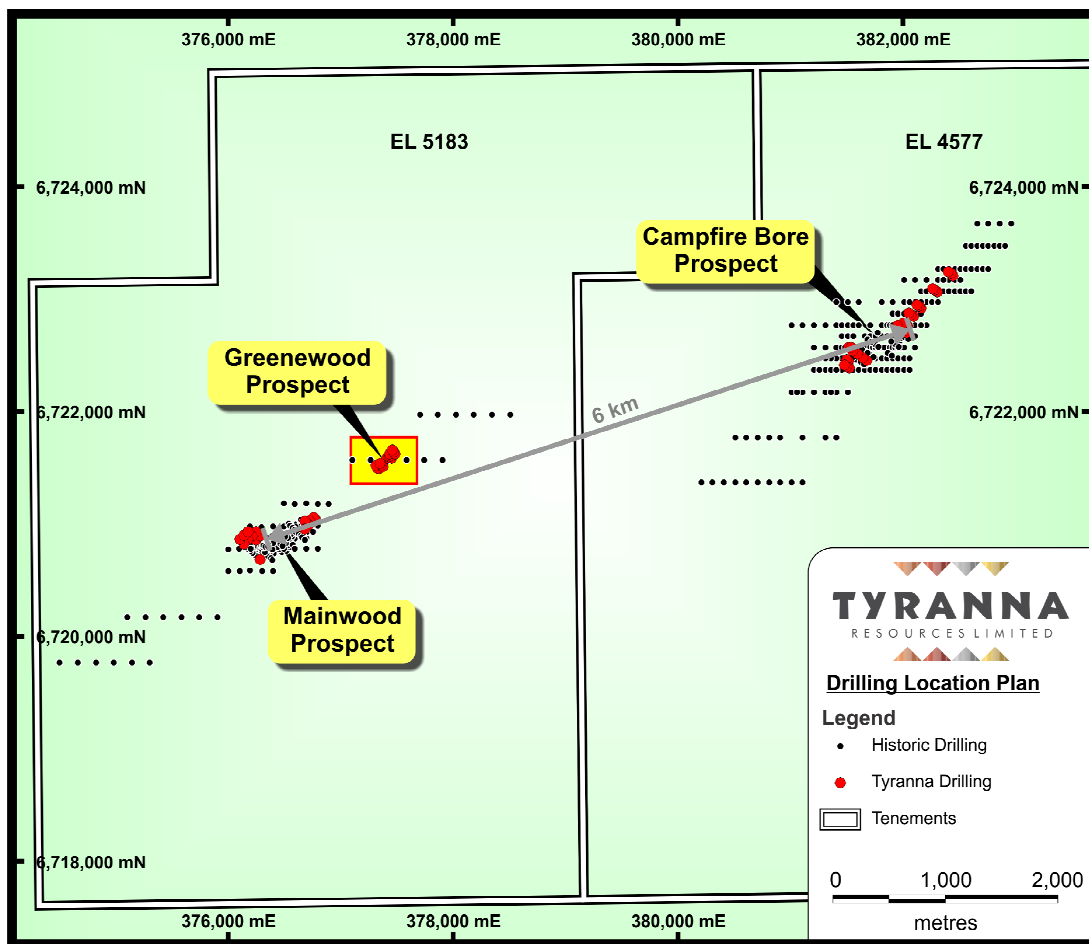 376,000 mE
378,000 mE
380,000 mE
382,000 mE
EL 5183
EL 4577
6,724,000 mN
6,724,000 mN
Campfire Bore
Prospect
Greenewood
Prospect
6 km
6,722,000 mN
6,722,000 mN
Mainwood
Prospect
6,720,000 mN
6,718,000 mN
TYRANNA
RESOURCES LIMITED
Drilling Location Plan
Legend
Historic Drilling
Tyranna Drilling
Tenements
0 1,000 2,000
metres
376,000 mE
378,000 mE
380,000 mE